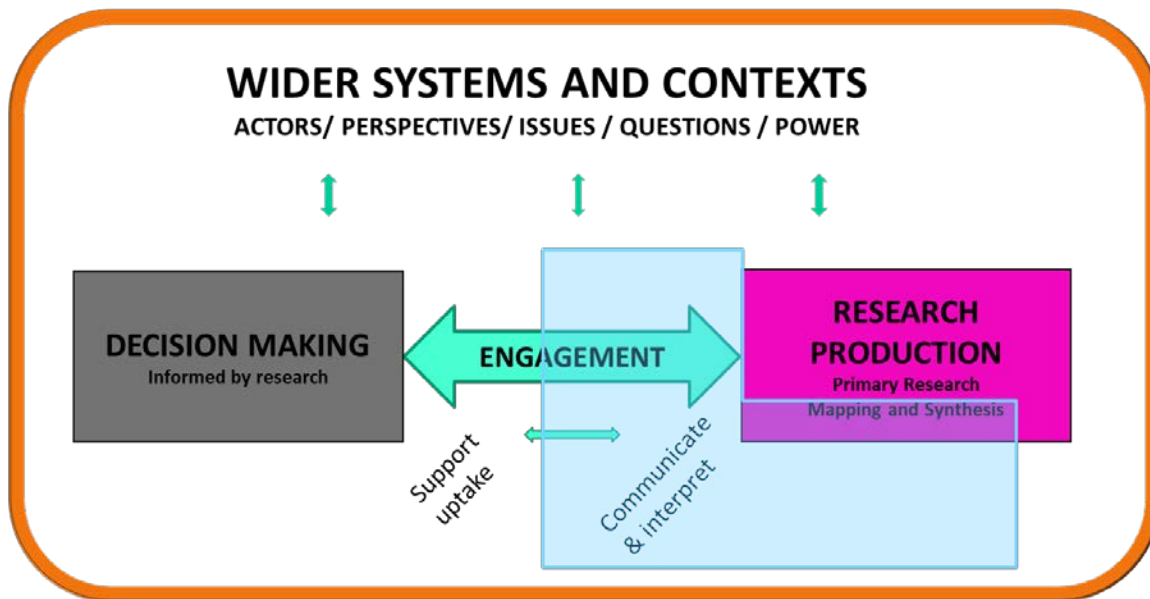 WIDER SYSTEMS AND CONTEXTS
ACTORS/ PERSPECTIVES/ ISSUES / QUESTIONS / POWER
DECISION MAKING
Informed by research
ENGAGEMENT
RESEARCH
PRODUCTION
Primary Research
Mapping and Synthesis
Support
uptake
Communicate
& interpret